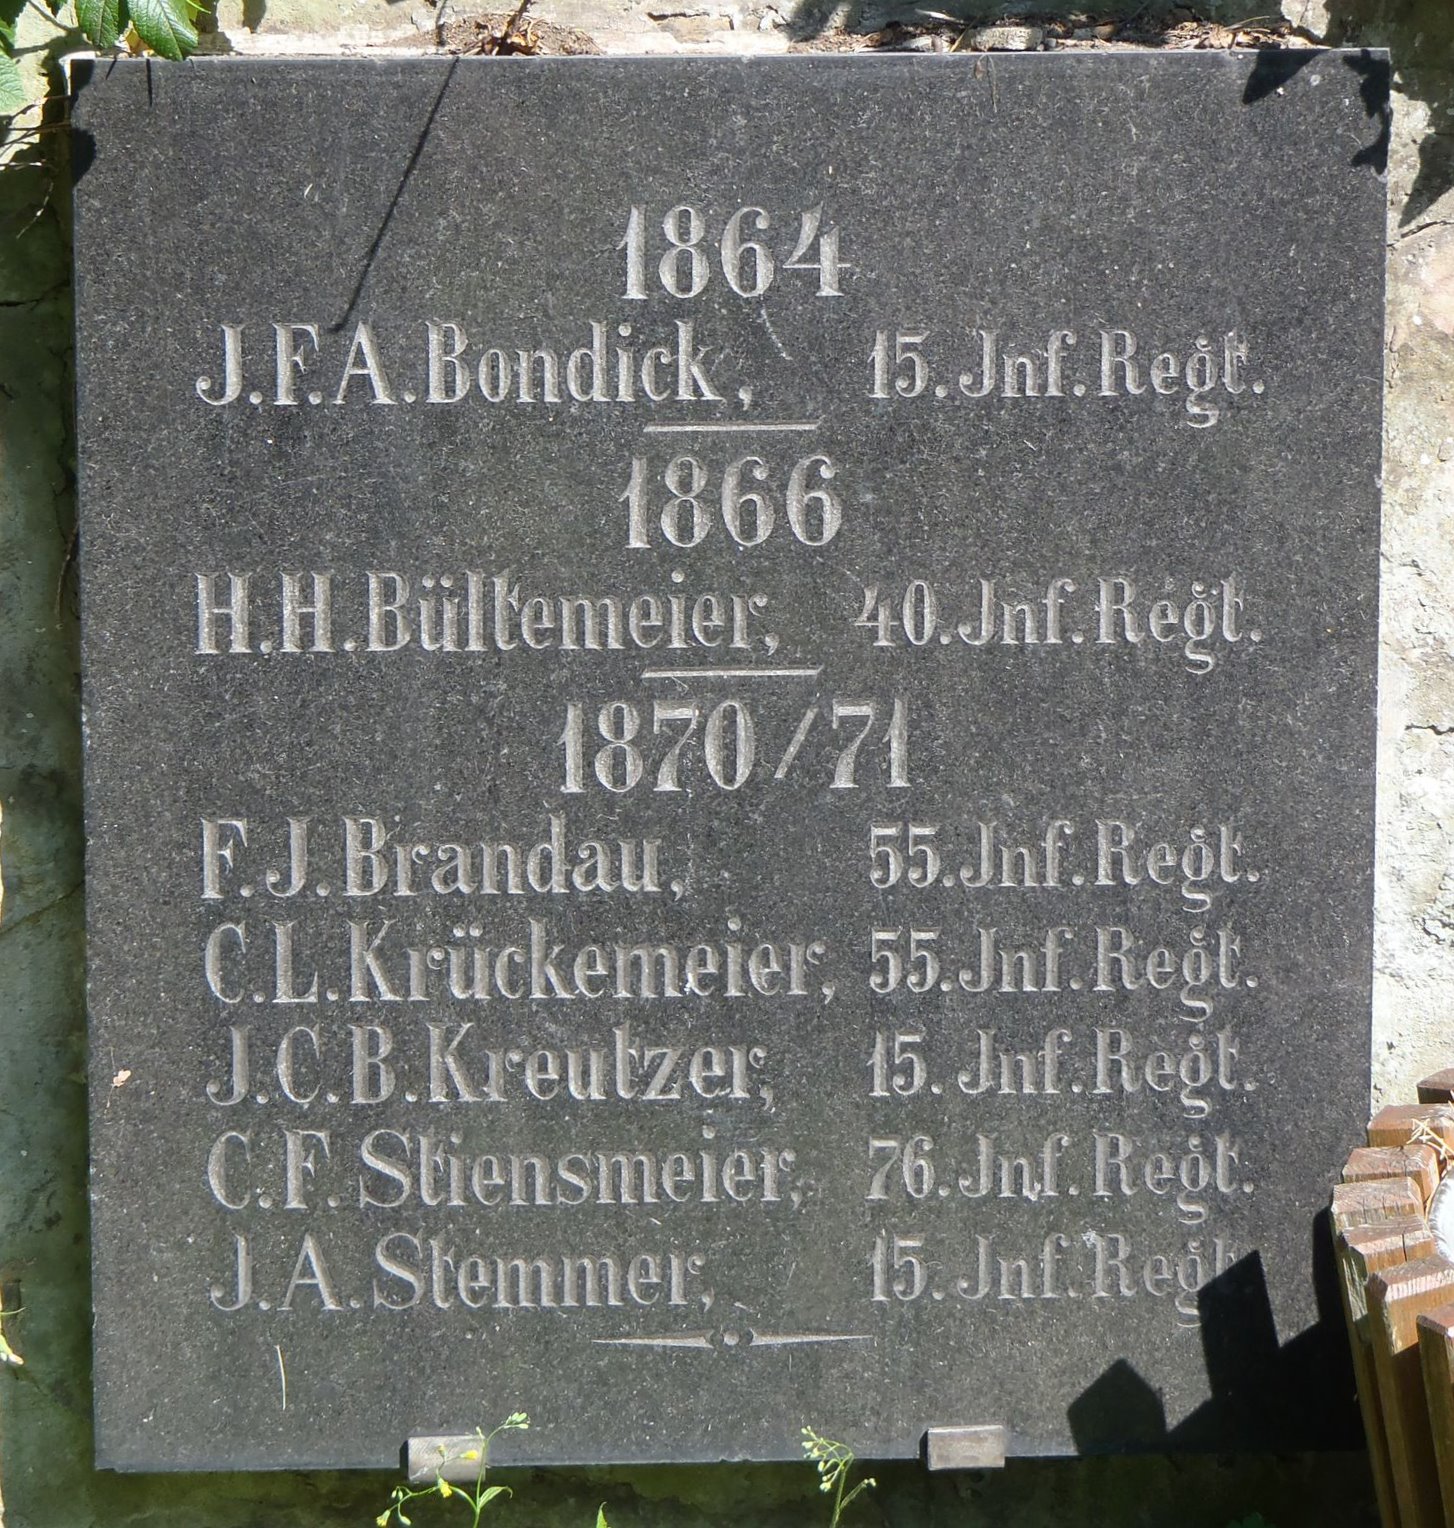 1864
J.F.A.Bondick, 15.Jnf.Regt.
1866
H.H.Bültemeier, 40.Jnf.Regt.
1870/71
F.J.Brandau, 55.Jnf.Regt.
C.L.Krückemeier, 55.Jnf.Regt.
J.C.B.Kreutzer, 15.Jnf.Regt.
C.F.Stiensmeier, 76.Jnf.Regt.
J.A.Stemmer, 15.Jnf.Regt.